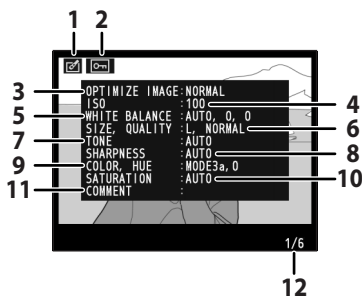 1 2
3 OPTIMIZE IMAGE:NORMAL
ISO :100 4
5 WHITE BALANCE :AUTO, 0, 0
SIZE, QUALITY :L, NORMAL 6
7 TONE :AUTO
SHARPNESS :AUTO 8
9 COLOR, HUE :MODE3a,0
SATURATION :AUTO 10
11 COMMENT :
1/6
12